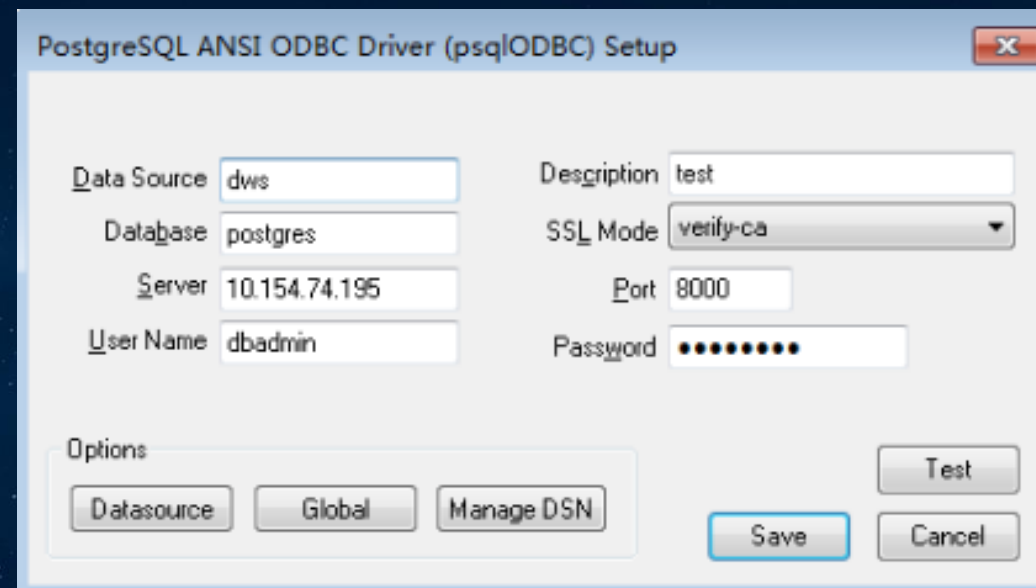 PostgreSQL ANSI ODBC Driver (psqlODBC) Setup
Data Source dws
Description test
Database postgres
SSL Mode verify-ca
Server 10.154.74.195
Port 8000
User Name dbadmin
Password ●●●●●●●●
Options
Datasource Global Manage DSN
Test
Save Cancel